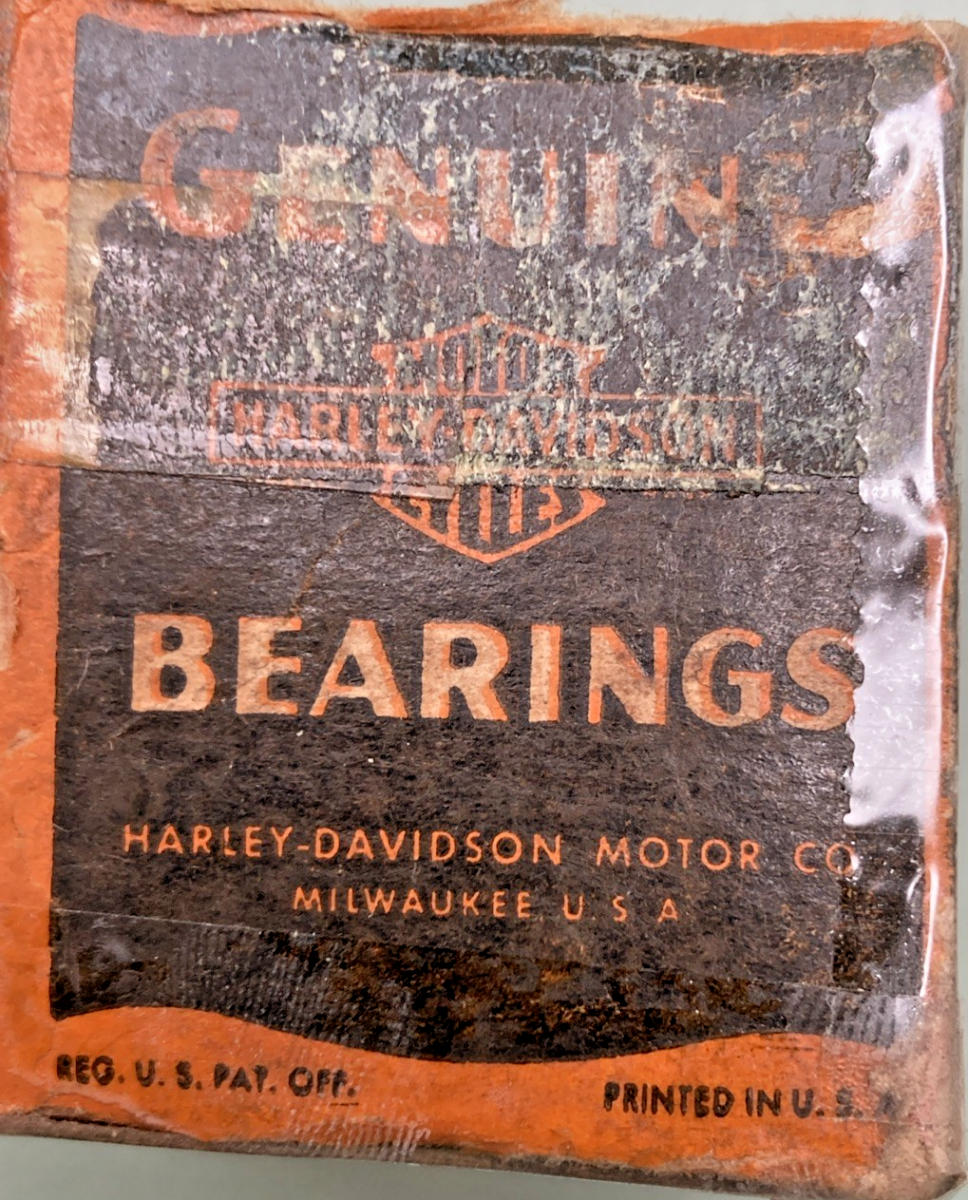 GENUINE
MOTOR
HARLEY-DAVIDSON
CYCLES
BEARINGS
HARLEY-DAVIDSON MOTOR CO
MILWAUKEE, U. S. A.
REG. U. S. PAT. OFF.
PRINTED IN U. S. A